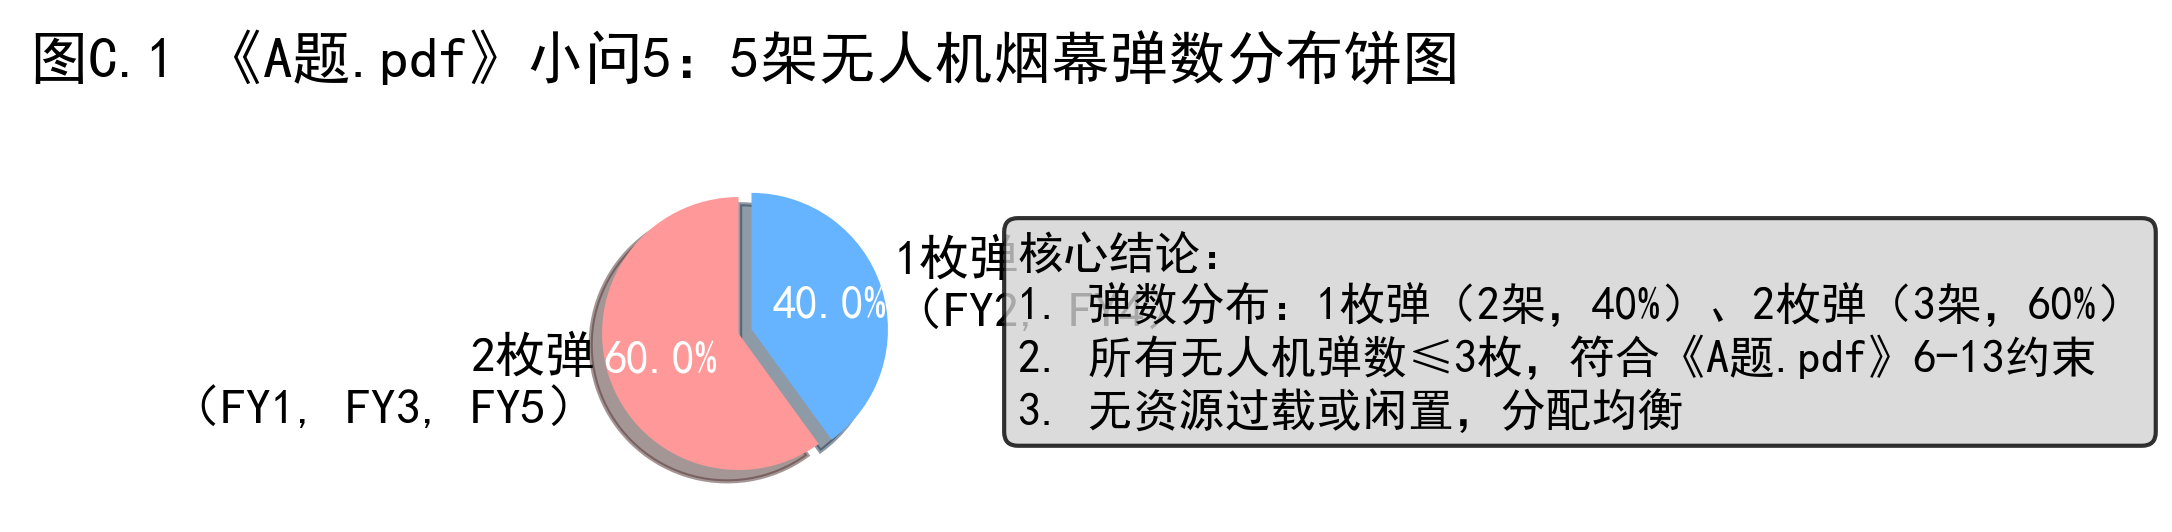 图C.1 《A题.pdf》小问5：5架无人机烟幕弹数分布饼图
1枚弹
（FY2, FY4）
40.0%
2枚弹
（FY1, FY3, FY5）
60.0%
核心结论：
1. 弹数分布：1枚弹（2架，40%）、2枚弹（3架，60%）
2. 所有无人机弹数≤3枚，符合《A题.pdf》6-13约束
3. 无资源过载或闲置，分配均衡